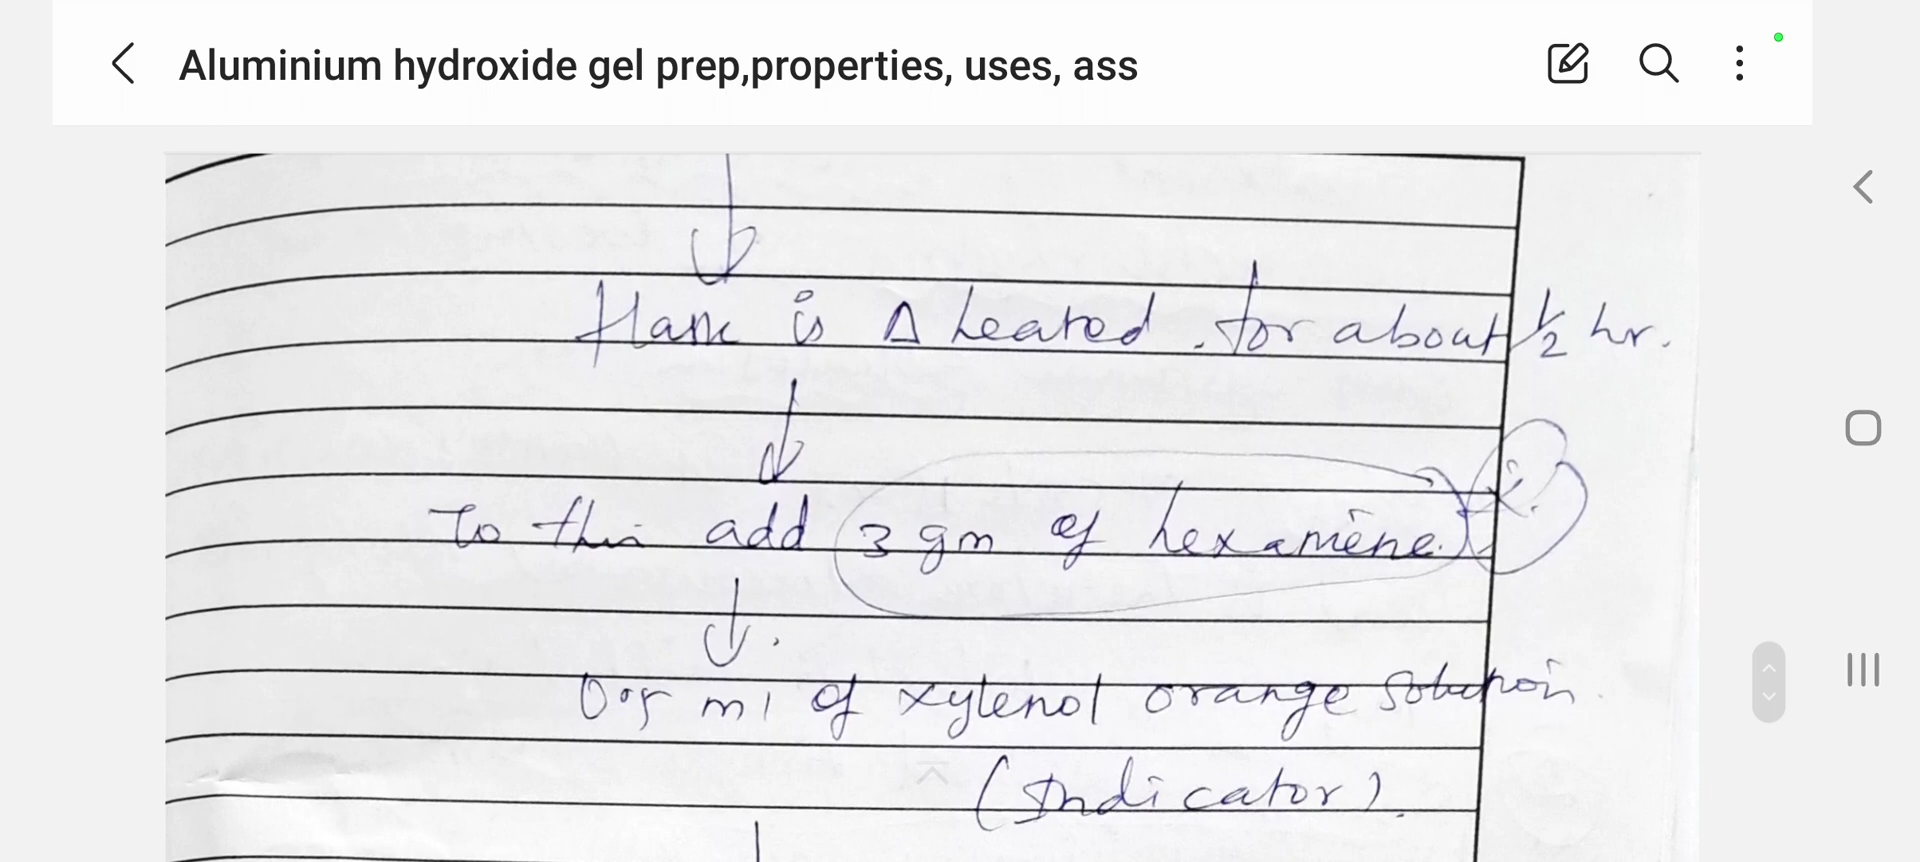 Aluminium hydroxide gel prep,properties, uses, ass
flask is Δ heated. for about 1/2 hr.
To this add 3 gm of hexamine.
0.5 ml of xylenol orange solution.
(Indicator).